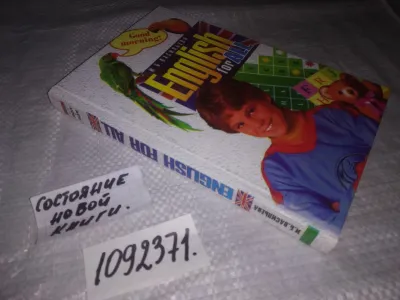 Good
morning!
English
FOR ALL
ENGLISH FOR ALL
СОСТОЯНИЕ
НОВОЙ
КНИГИ.
1092371.